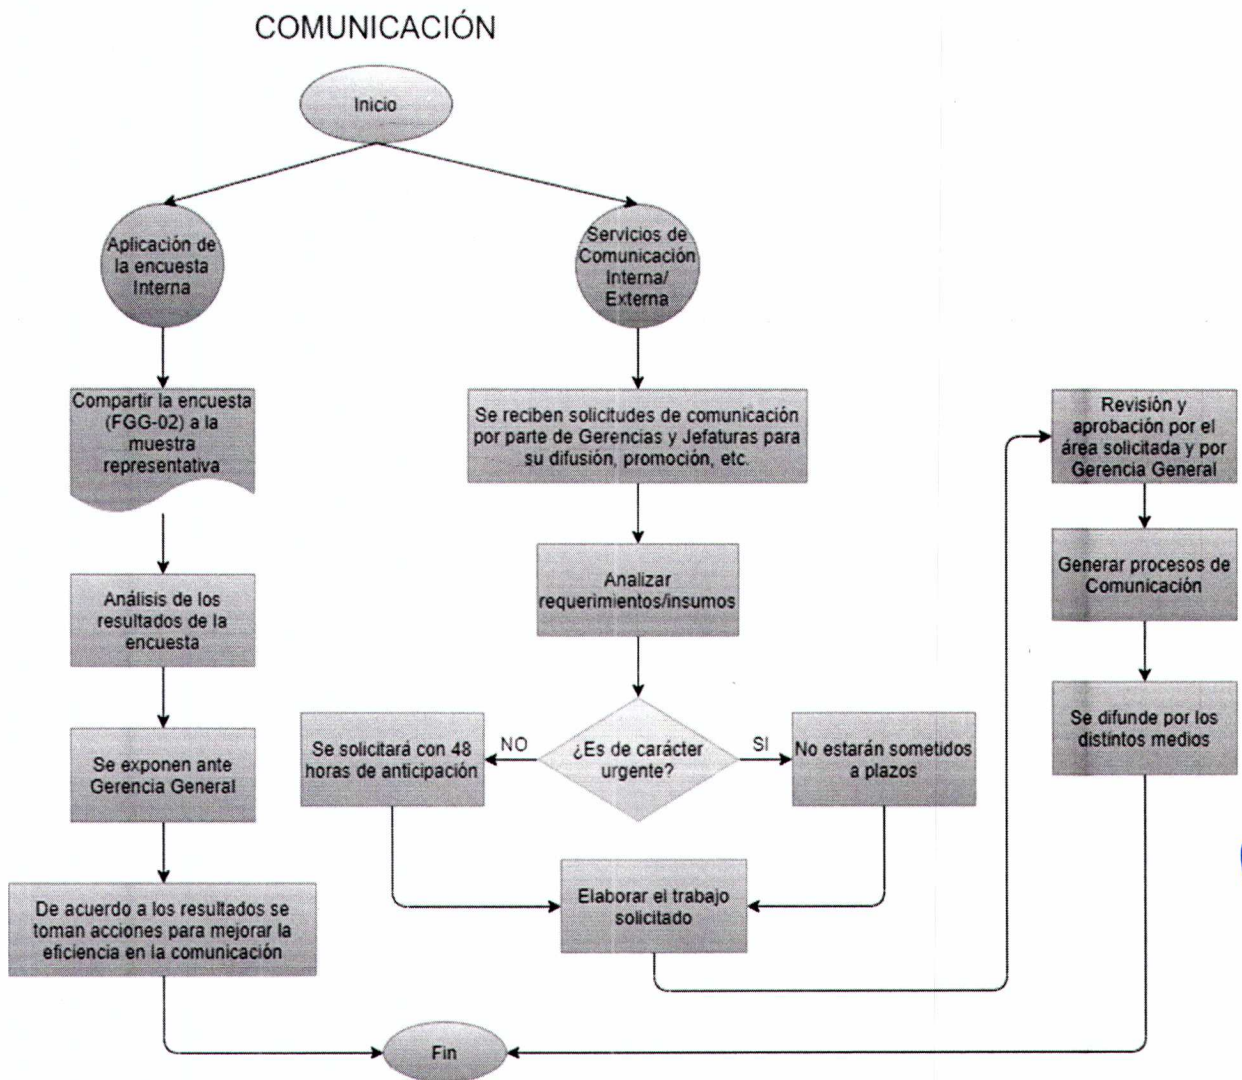 COMUNICACIÓN
Inicio
Aplicación de
la encuesta
Interna
Servicios de
Comunicación
Interna/
Externa
Compartir la encuesta
(FGG-02) a la
muestra
representativa
Análisis de los
resultados de la
encuesta
Se exponen ante
Gerencia General
De acuerdo a los resultados se
toman acciones para mejorar la
eficiencia en la comunicación
Se reciben solicitudes de comunicación
por parte de Gerencias y Jefaturas para
su difusión, promoción, etc.
Analizar
requerimientos/insumos
¿Es de carácter
urgente?
NO
SI
Se solicitará con 48
horas de anticipación
No estarán sometidos
a plazos
Elaborar el trabajo
solicitado
Revisión y
aprobación por el
área solicitada y por
Gerencia General
Generar procesos de
Comunicación
Se difunde por los
distintos medios
Fin